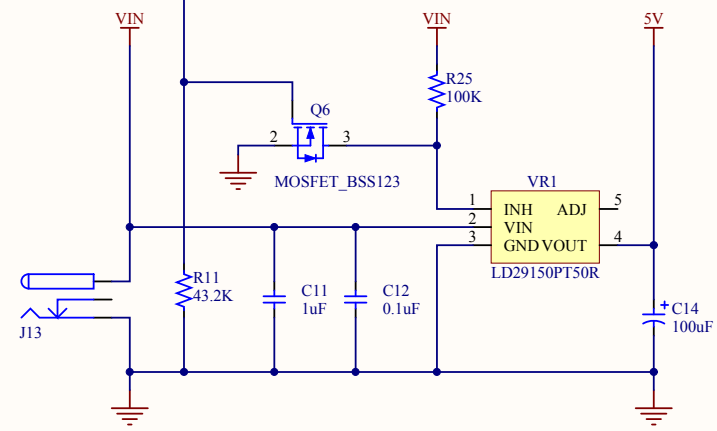 VIN
VIN
5V
R25
100K
Q6
2
3
MOSFET_BSS123
VR1
1
INH
ADJ
5
2
VIN
3
GND
VOUT
4
LD29150PT50R
R11
43.2K
C11
1uF
C12
0.1uF
+
C14
100uF
J13